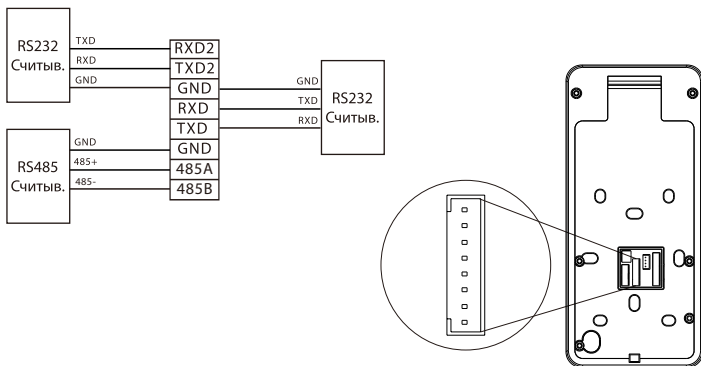 RS232
Считыв.
TXD
RXD
GND
RXD2
TXD2
GND
RXD
TXD
GND
485A
485B
GND
TXD
RXD
RS232
Считыв.
RS485
Считыв.
GND
485+
485-